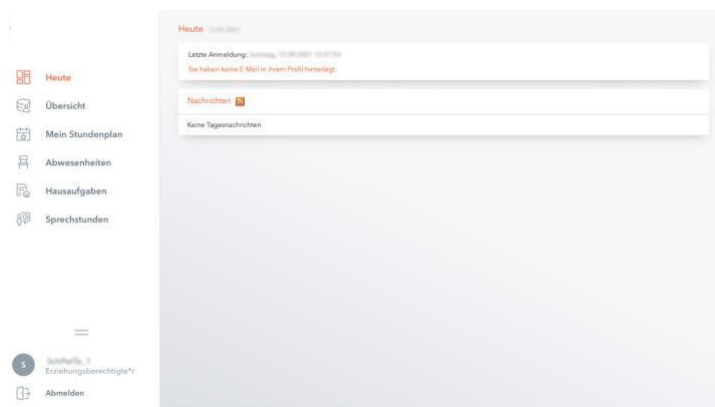 Heute
Letzte Anmeldung:
Sie haben keine E-Mail in ihrem Profil hinterlegt.
Nachrichten
Keine Tagesnachrichten
Heute
Übersicht
Mein Stundenplan
Abwesenheiten
Hausaufgaben
Sprechstunden
S
Erziehungsberechtigte*r
Abmelden